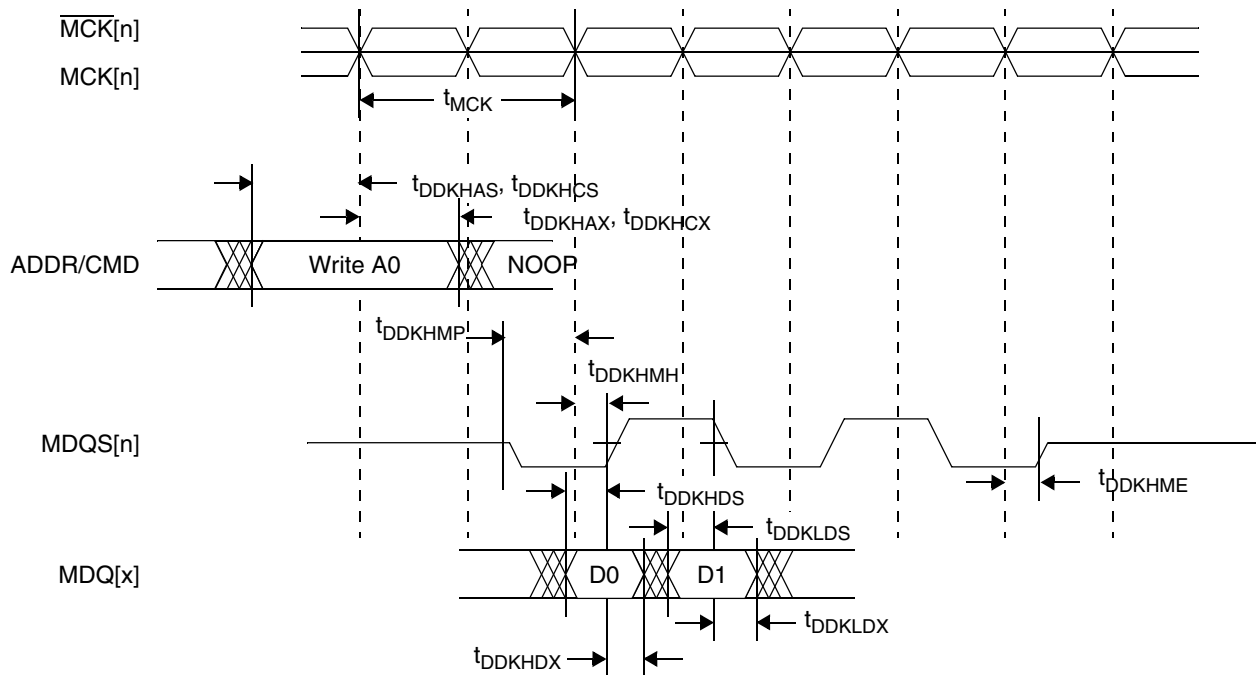 MCK[n]
MCK[n]
tMCK
tDDKHAS, tDDKHCS
tDDKHAX, tDDKHCX
ADDR/CMD Write A0 NOOP
tDDKHMP
tDDKHMH
MDQS[n]
tDDKHME
tDDKHDS
tDDKLDS
MDQ[x] D0 D1
tDDKLDX
tDDKHDX